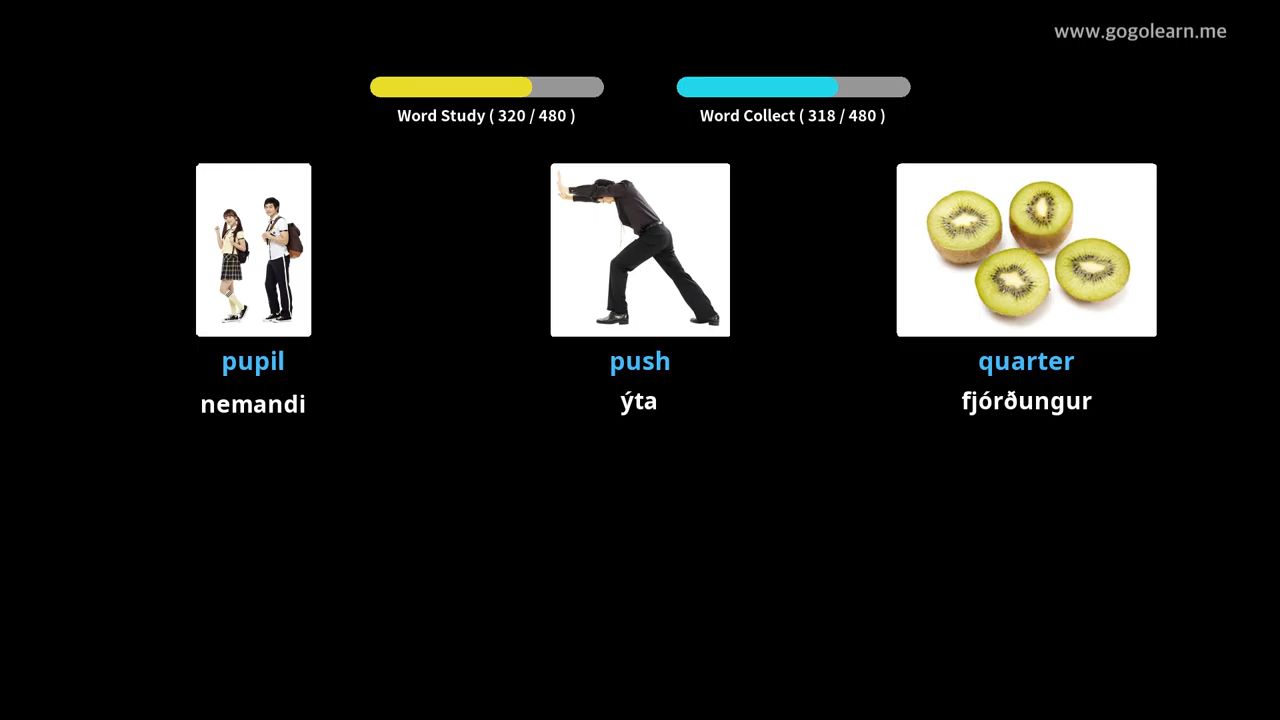 www.gogolearn.me
Word Study ( 320 / 480 )
Word Collect ( 318 / 480 )
pupil
nemandi
push
ýta
quarter
fjórðungur